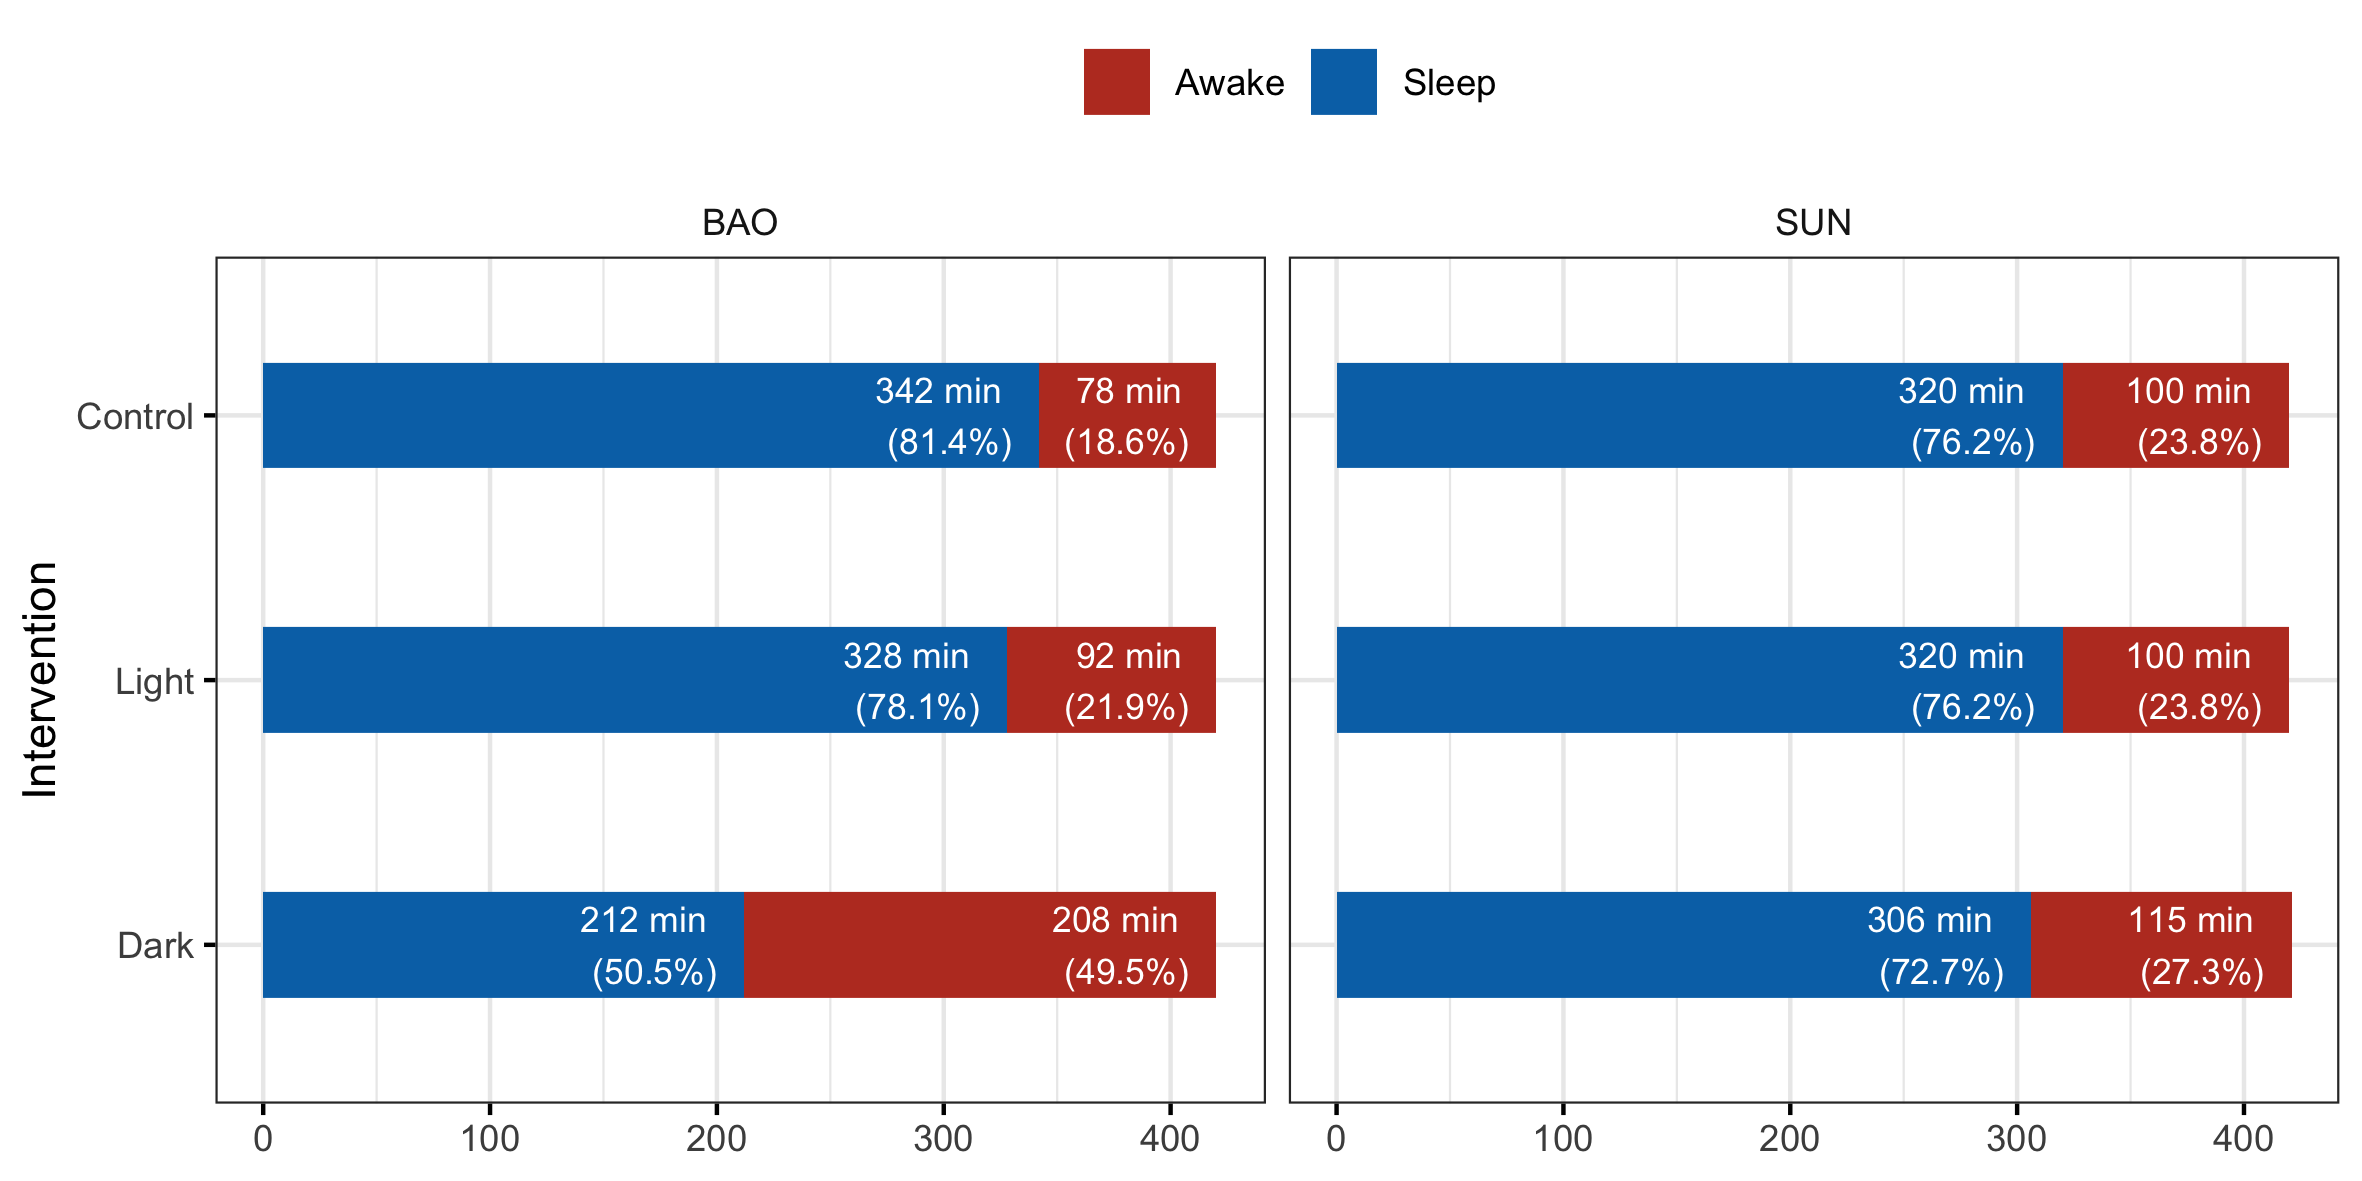 Awake Sleep
BAO SUN
Intervention
Control
342 min 78 min 320 min 100 min
(81.4%) (18.6%) (76.2%) (23.8%)
Light
328 min 92 min 320 min 100 min
(78.1%) (21.9%) (76.2%) (23.8%)
Dark
212 min 208 min 306 min 115 min
(50.5%) (49.5%) (72.7%) (27.3%)
0 100 200 300 400 0 100 200 300 400